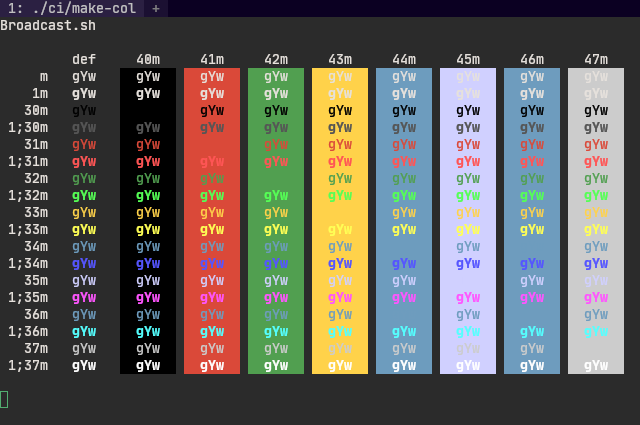 1: ./ci/make-col +
Broadcast.sh
def 40m 41m 42m 43m 44m 45m 46m 47m
m gYw gYw gYw gYw gYw gYw gYw gYw gYw
1m gYw gYw gYw gYw gYw gYw gYw gYw gYw
30m gYw gYw gYw gYw gYw gYw gYw gYw
1;30m gYw gYw gYw gYw gYw gYw gYw gYw gYw
31m gYw gYw gYw gYw gYw gYw gYw gYw
1;31m gYw gYw gYw gYw gYw gYw gYw gYw gYw
32m gYw gYw gYw gYw gYw gYw gYw gYw
1;32m gYw gYw gYw gYw gYw gYw gYw gYw gYw
33m gYw gYw gYw gYw gYw gYw gYw gYw
1;33m gYw gYw gYw gYw gYw gYw gYw gYw gYw
34m gYw gYw gYw gYw gYw gYw gYw
1;34m gYw gYw gYw gYw gYw gYw gYw gYw gYw
35m gYw gYw gYw gYw gYw gYw gYw gYw gYw
1;35m gYw gYw gYw gYw gYw gYw gYw gYw gYw
36m gYw gYw gYw gYw gYw gYw gYw
1;36m gYw gYw gYw gYw gYw gYw gYw gYw gYw
37m gYw gYw gYw gYw gYw gYw gYw gYw
1;37m gYw gYw gYw gYw gYw gYw gYw gYw gYw